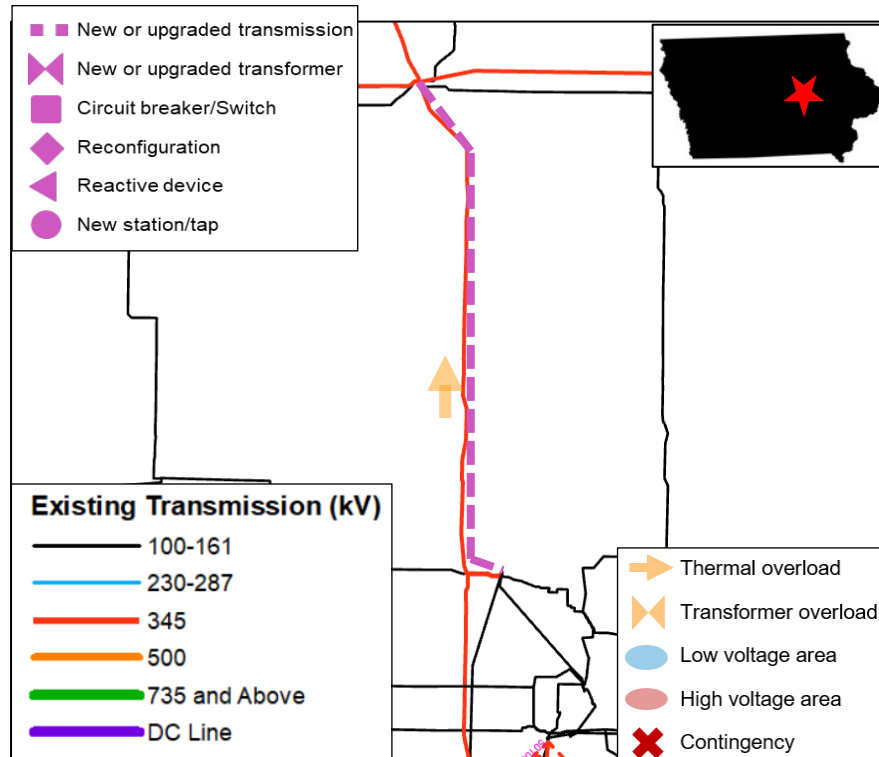 New or upgraded transmission
New or upgraded transformer
Circuit breaker/Switch
Reconfiguration
Reactive device
New station/tap
Existing Transmission (kV)
100-161
230-287
345
500
735 and Above
DC Line
Thermal overload
Transformer overload
Low voltage area
High voltage area
Contingency